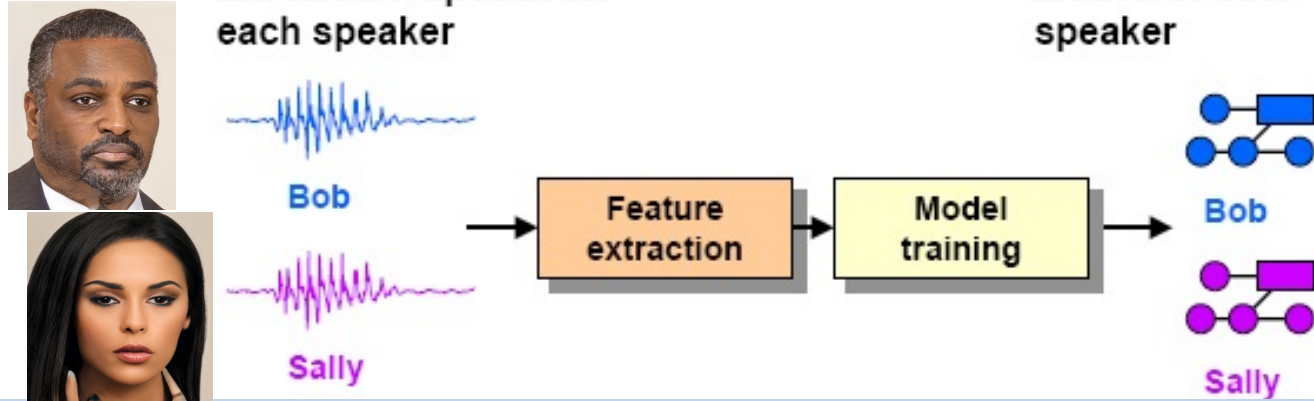 each speaker
speaker
Bob
Feature
extraction
Model
training
Bob
Sally
Sally